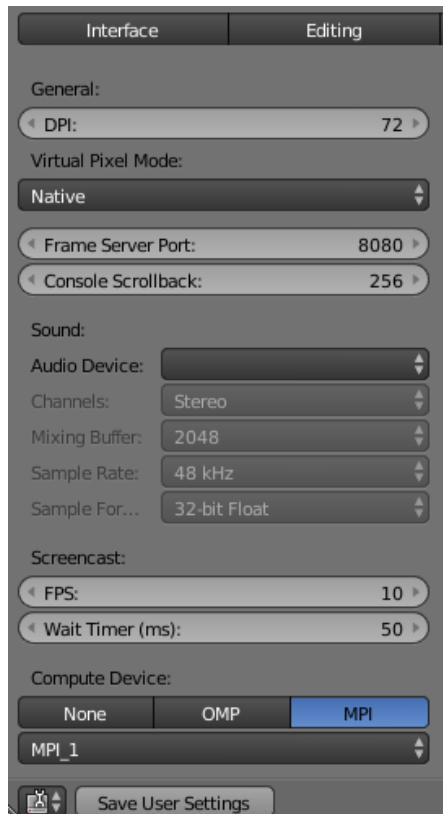 Interface Editing
General:
DPI: 72
Virtual Pixel Mode:
Native
Frame Server Port: 8080
Console Scrollback: 256
Sound:
Audio Device:
Channels: Stereo
Mixing Buffer: 2048
Sample Rate: 48 kHz
Sample For... 32-bit Float
Screencast:
FPS: 10
Wait Timer (ms): 50
Compute Device:
None OMP MPI
MPI_1
Save User Settings